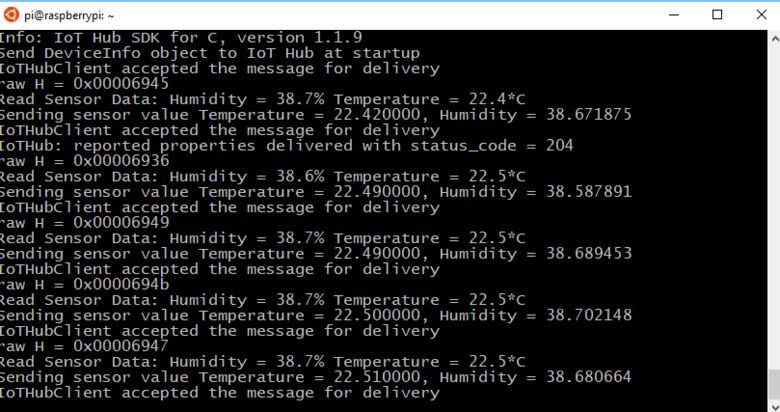 pi@raspberrypi: ~
Info: IoT Hub SDK for C, version 1.1.9
Send DeviceInfo object to IoT Hub at startup
IoTHubClient accepted the message for delivery
raw H = 0x00006945
Read Sensor Data: Humidity = 38.7% Temperature = 22.4*C
Sending sensor value Temperature = 22.420000, Humidity = 38.671875
IoTHubClient accepted the message for delivery
IoTHub: reported properties delivered with status_code = 204
raw H = 0x00006936
Read Sensor Data: Humidity = 38.6% Temperature = 22.5*C
Sending sensor value Temperature = 22.490000, Humidity = 38.587891
IoTHubClient accepted the message for delivery
raw H = 0x00006949
Read Sensor Data: Humidity = 38.7% Temperature = 22.5*C
Sending sensor value Temperature = 22.490000, Humidity = 38.689453
IoTHubClient accepted the message for delivery
raw H = 0x0000694b
Read Sensor Data: Humidity = 38.7% Temperature = 22.5*C
Sending sensor value Temperature = 22.500000, Humidity = 38.702148
IoTHubClient accepted the message for delivery
raw H = 0x00006947
Read Sensor Data: Humidity = 38.7% Temperature = 22.5*C
Sending sensor value Temperature = 22.510000, Humidity = 38.680664
IoTHubClient accepted the message for delivery